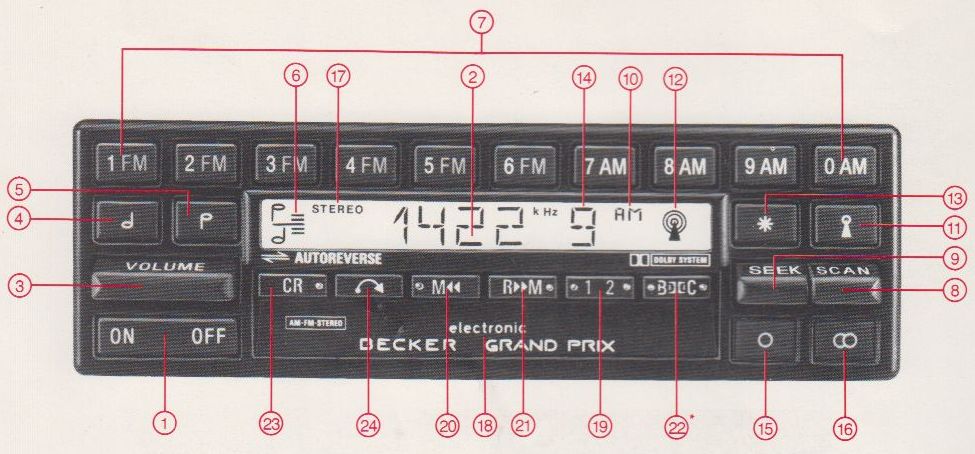 7
6 17 2 14 10 12
1 FM 2 FM 3 FM 4 FM 5 FM 6 FM 7 AM 8 AM 9 AM 0 AM
5
4
13
11
STEREO 1422 kHz 9 AM
AUTOREVERSE DOLBY SYSTEM
VOLUME
SEEK SCAN
9
3
8
CR M R M 1 2 B C
AM-FM-STEREO
electronic
BECKER GRAND PRIX
ON OFF
1 23 24 20 18 21 19 22* 15 16